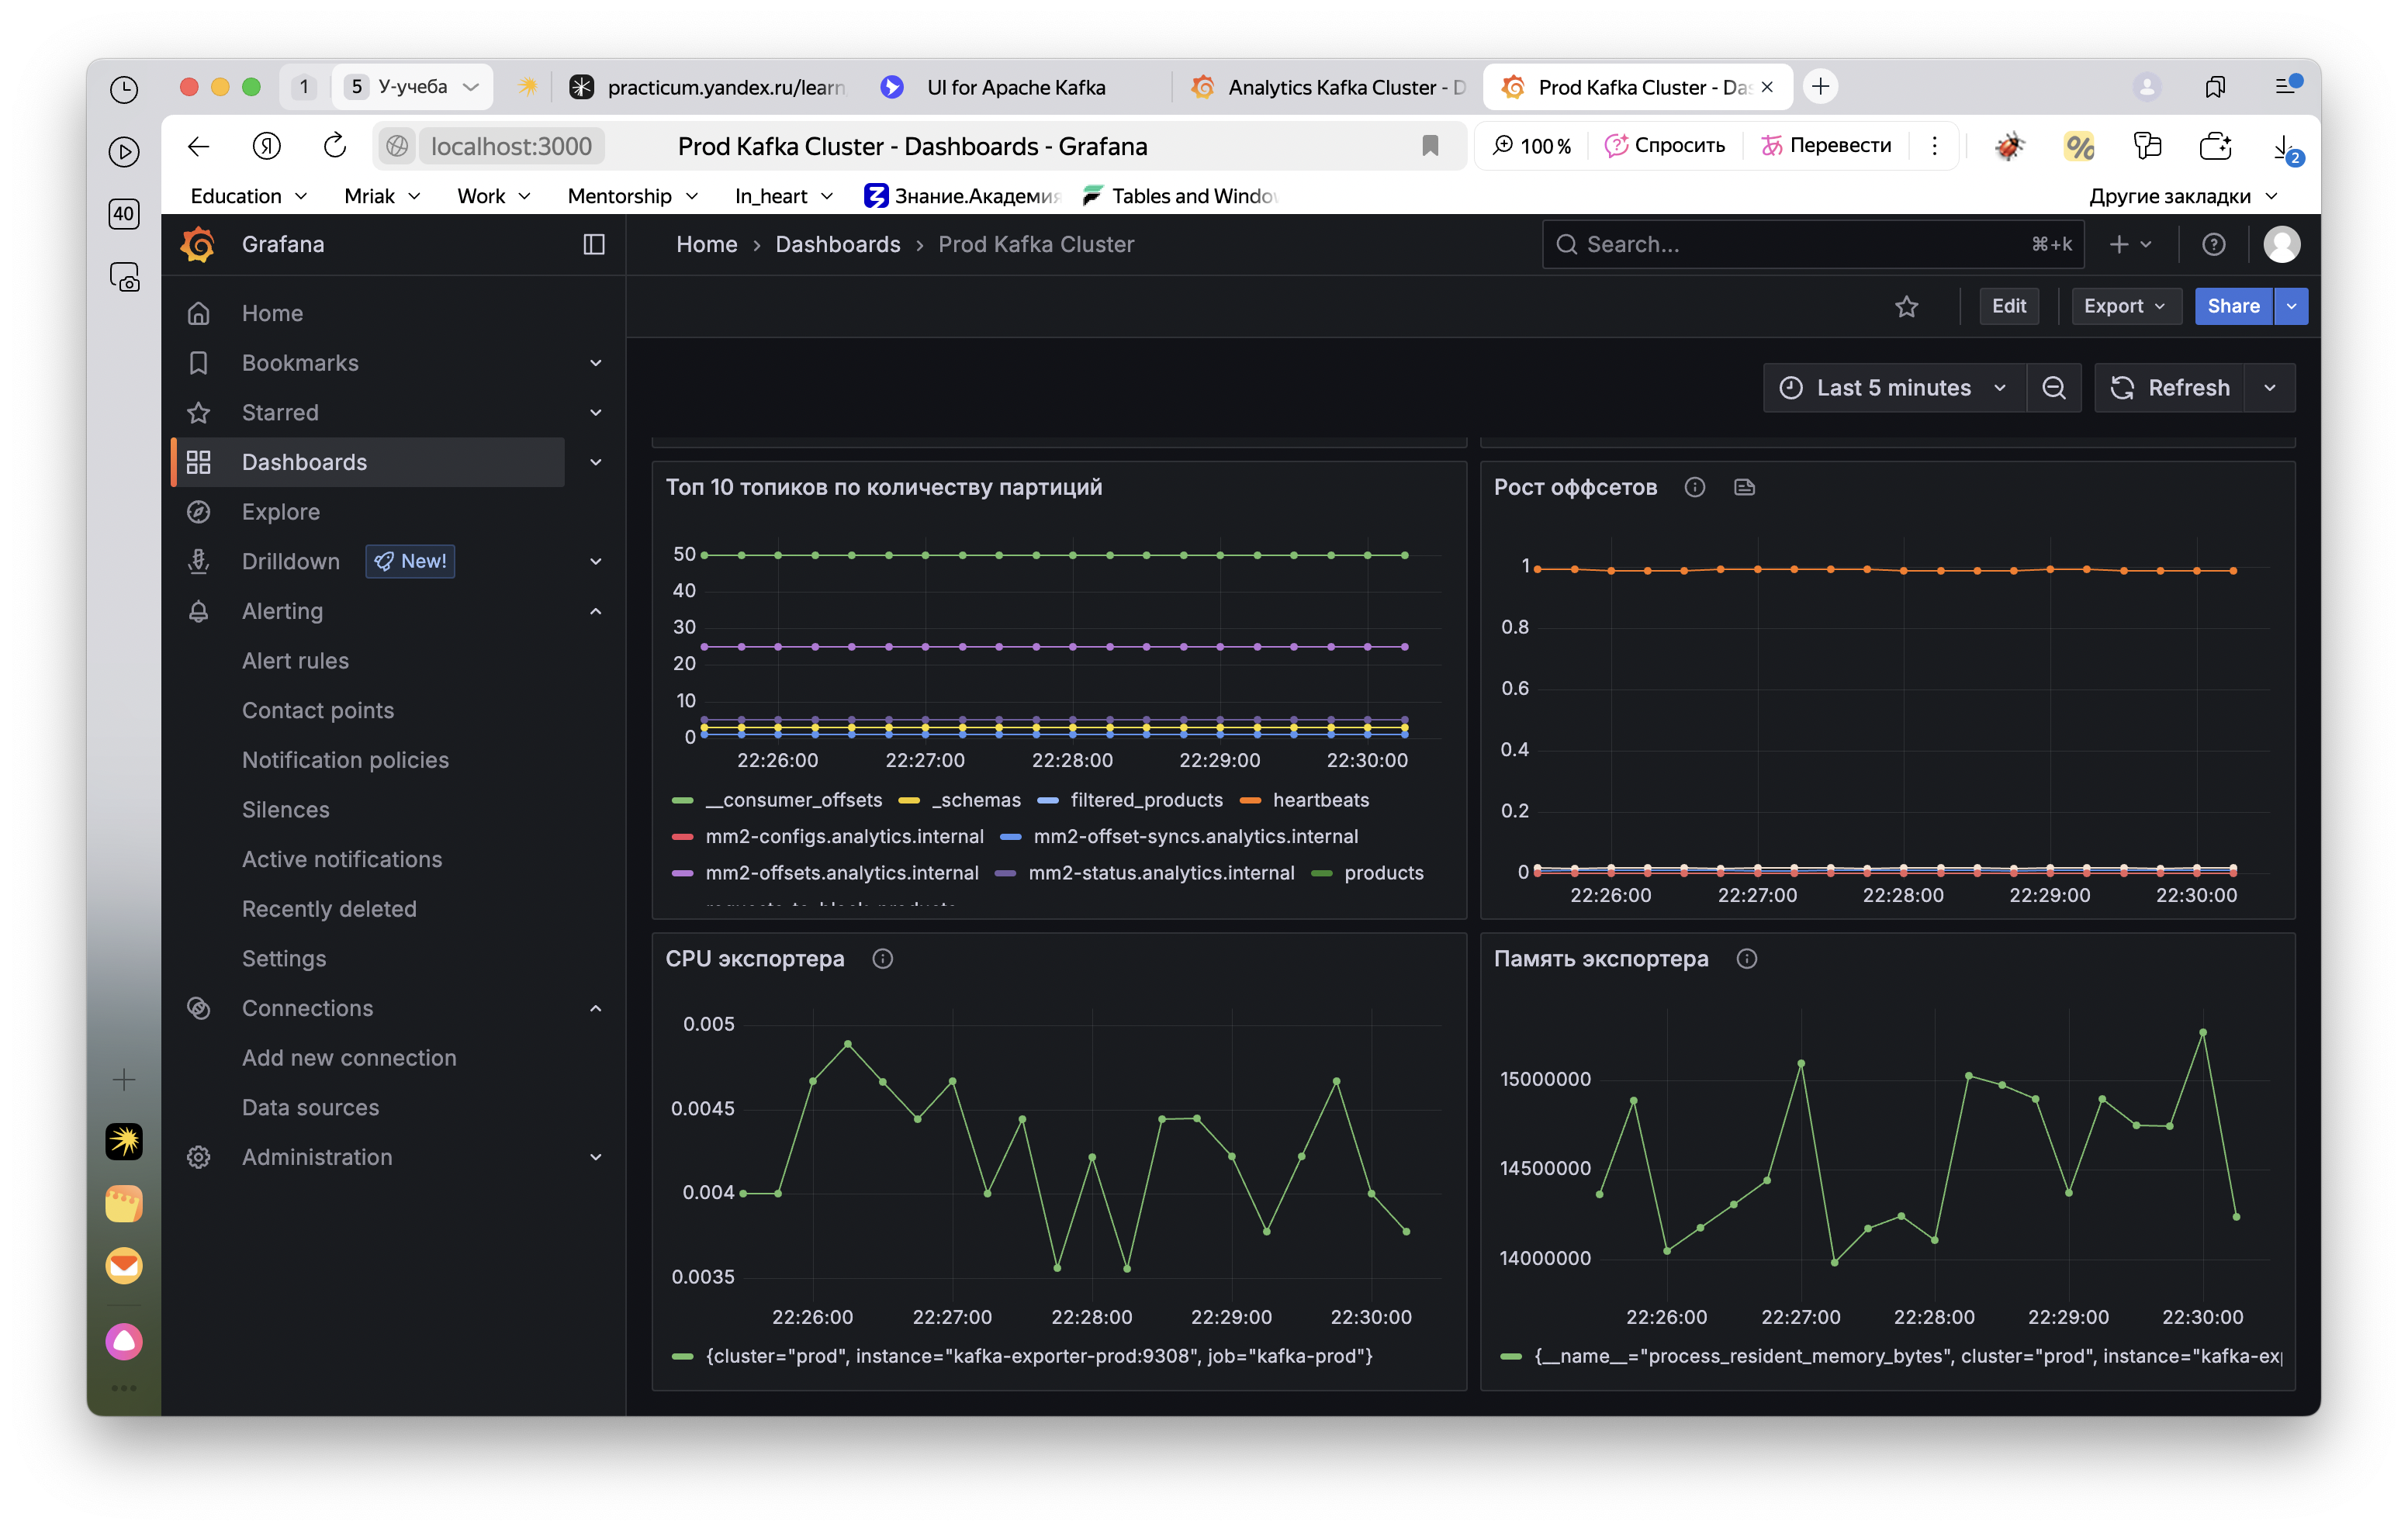 1 5 У-учеба practicum.yandex.ru/learn UI for Apache Kafka Analytics Kafka Cluster - D Prod Kafka Cluster - Das
40
Я localhost:3000 Prod Kafka Cluster - Dashboards - Grafana 100 % Спросить Перевести 2
Education Mriak Work Mentorship In_heart Знание.Академия Tables and Window Другие закладки
Grafana Home › Dashboards › Prod Kafka Cluster Search... ⌘+k
Edit Export Share
Last 5 minutes Refresh
Home
Bookmarks
Starred
Dashboards
Explore
Drilldown New!
Alerting
Alert rules
Contact points
Notification policies
Silences
Active notifications
Recently deleted
Settings
Connections
Add new connection
Data sources
Administration
Топ 10 топиков по количеству партиций
50
40
30
20
10
0
22:26:00 22:27:00 22:28:00 22:29:00 22:30:00
__consumer_offsets _schemas filtered_products heartbeats
mm2-configs.analytics.internal mm2-offset-syncs.analytics.internal
mm2-offsets.analytics.internal mm2-status.analytics.internal products
Рост оффсетов
1
0.8
0.6
0.4
0.2
0
22:26:00 22:27:00 22:28:00 22:29:00 22:30:00
CPU экспортера
0.005
0.0045
0.004
0.0035
22:26:00 22:27:00 22:28:00 22:29:00 22:30:00
{cluster="prod", instance="kafka-exporter-prod:9308", job="kafka-prod"}
Память экспортера
15000000
14500000
14000000
22:26:00 22:27:00 22:28:00 22:29:00 22:30:00
{__name__="process_resident_memory_bytes", cluster="prod", instance="kafka-ex